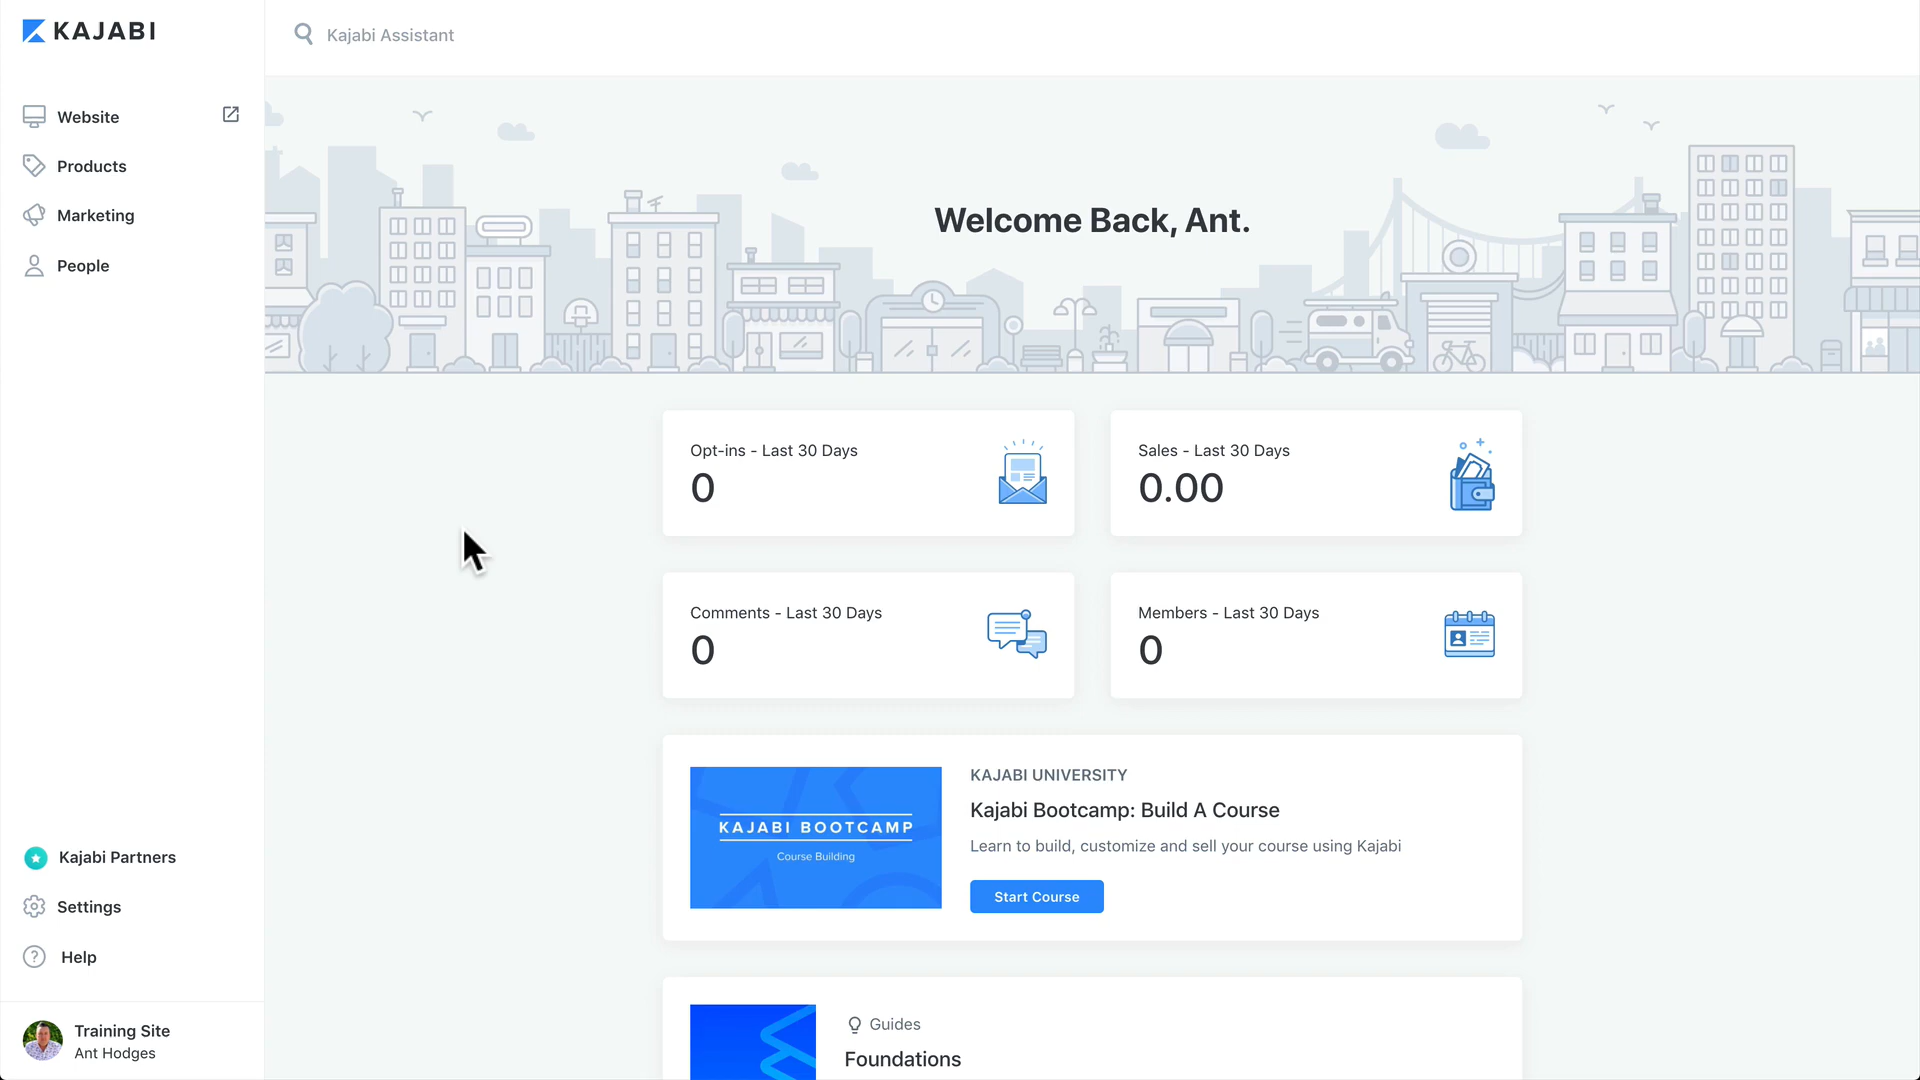 KAJABI
Kajabi Assistant
Website
Products
Marketing
People
Welcome Back, Ant.
Opt-ins - Last 30 Days
0
Sales - Last 30 Days
0.00
Comments - Last 30 Days
0
Members - Last 30 Days
0
KAJABI BOOTCAMP
Course Building
KAJABI UNIVERSITY
Kajabi Bootcamp: Build A Course
Learn to build, customize and sell your course using Kajabi
Start Course
Guides
Foundations
Kajabi Partners
Settings
Help
Training Site
Ant Hodges